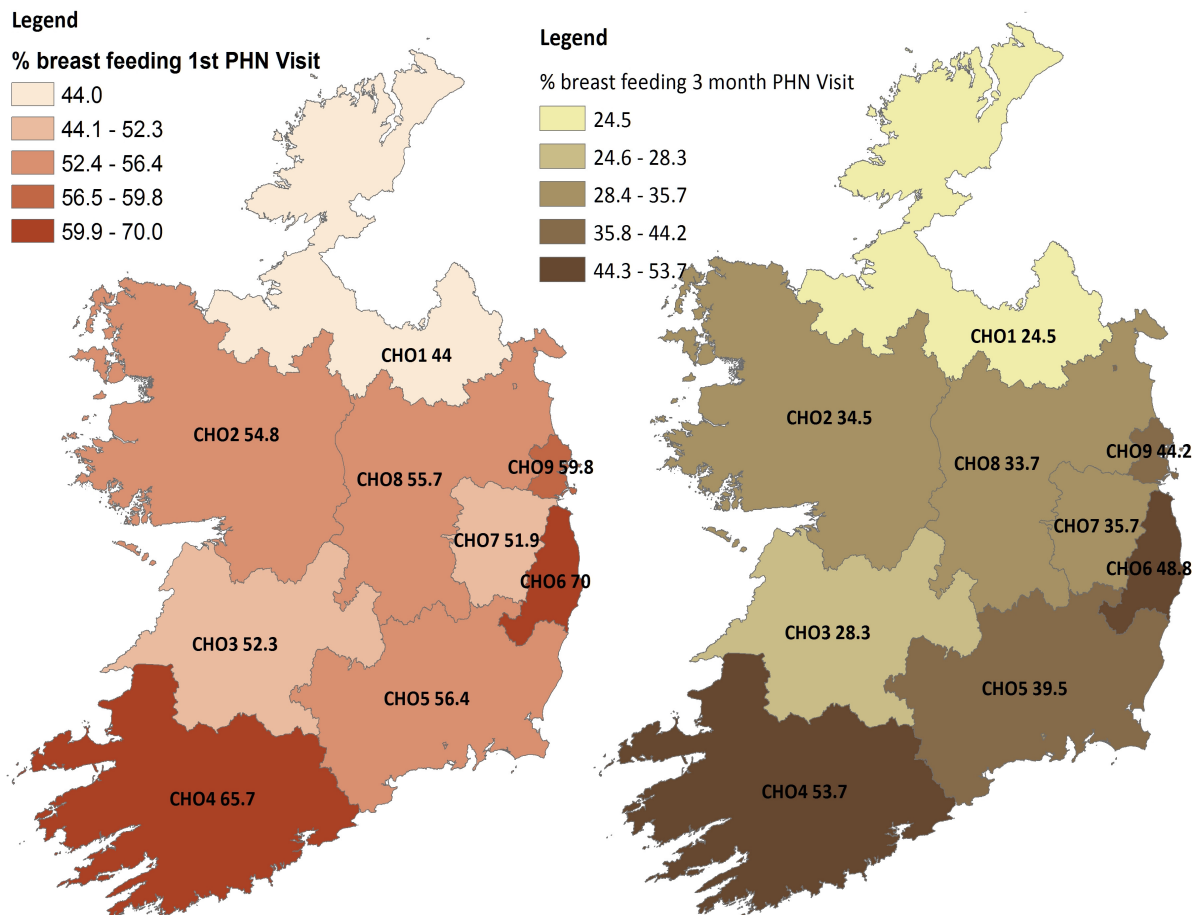 Legend
% breast feeding 1st PHN Visit
44.0
44.1 - 52.3
52.4 - 56.4
56.5 - 59.8
59.9 - 70.0
CHO1 44
CHO2 54.8
CHO9 59.8
CHO8 55.7
CHO7 51.9
CHO6 70
CHO3 52.3
CHO5 56.4
CHO4 65.7
Legend
% breast feeding 3 month PHN Visit
24.5
24.6 - 28.3
28.4 - 35.7
35.8 - 44.2
44.3 - 53.7
CHO1 24.5
CHO2 34.5
CHO9 44.2
CHO8 33.7
CHO7 35.7
CHO6 48.8
CHO3 28.3
CHO5 39.5
CHO4 53.7